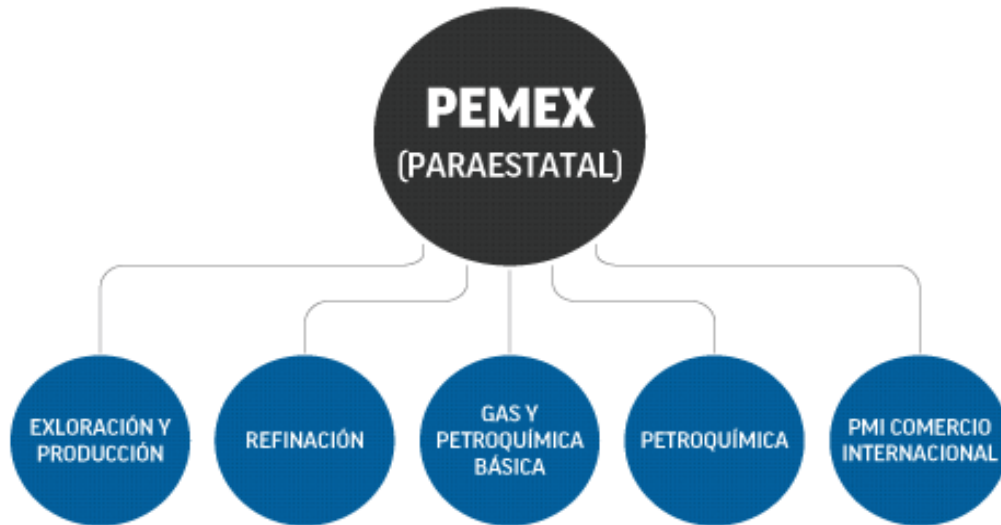 PEMEX
(PARAESTATAL)
EXLORACIÓN Y
PRODUCCIÓN
REFINACIÓN
GAS Y
PETROQUÍMICA
BÁSICA
PETROQUÍMICA
PMI COMERCIO
INTERNACIONAL